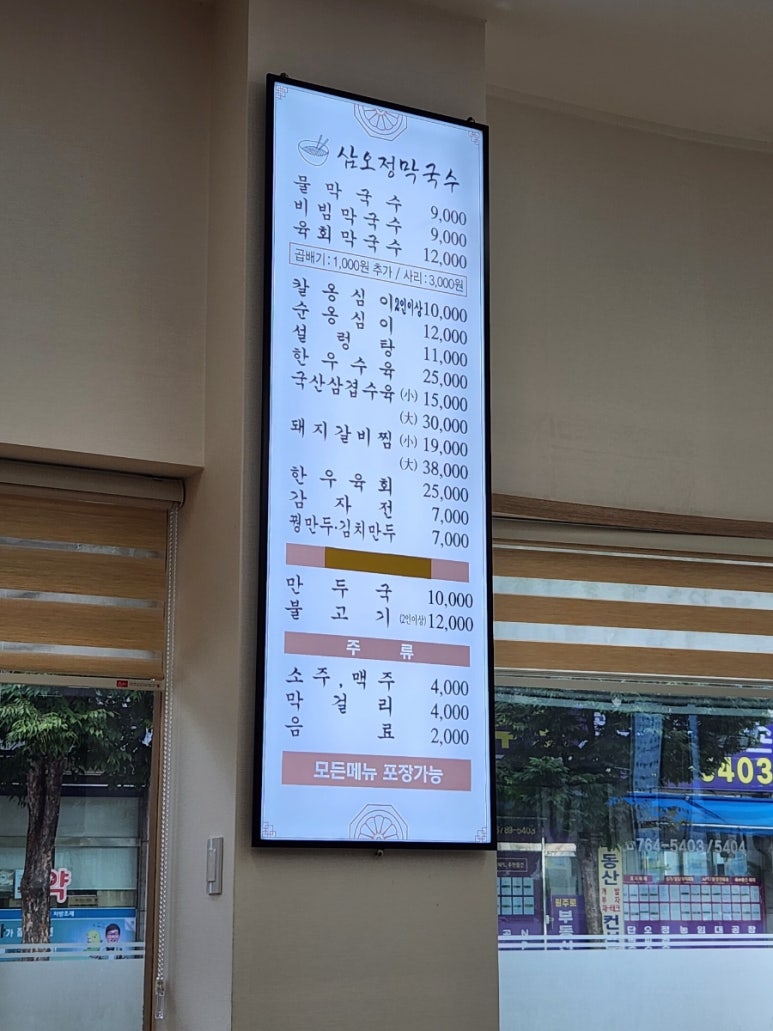 삼오정막국수
물막국수 9,000
비빔막국수 9,000
육회막국수 12,000
곱배기 : 1,000원 추가 / 사리 : 3,000원
칼옹심이 2인이상 10,000
순옹심이 12,000
설렁탕 11,000
한우수육 25,000
국산삼겹수육 (小) 15,000
(大) 30,000
돼지갈비찜 (小) 19,000
(大) 38,000
한우육회 25,000
감자전 7,000
꿩만두·김치만두 7,000
만두국 10,000
불고기 (2인이상) 12,000
주류
소주, 맥주 4,000
막걸리 4,000
음료 2,000
모든메뉴 포장가능
약
5403
764-5403/5404
동산
원주로
부동